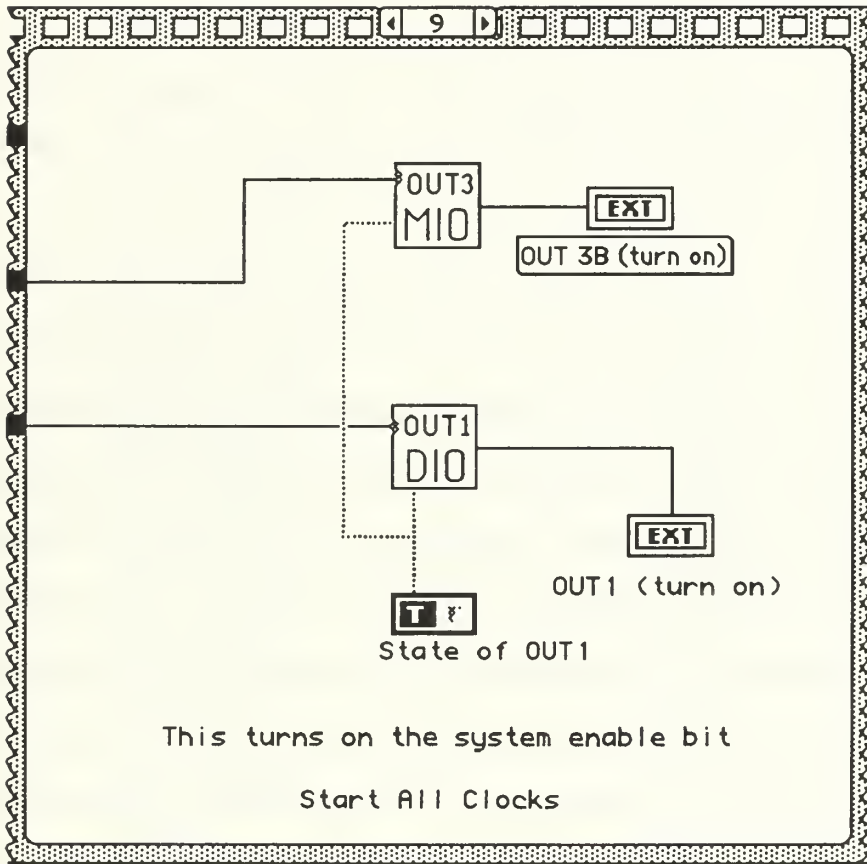 9
OUT3
MIO
EXT
OUT 3B (turn on)
OUT1
DIO
EXT
OUT1 (turn on)
T
State of OUT1
This turns on the system enable bit
Start All Clocks